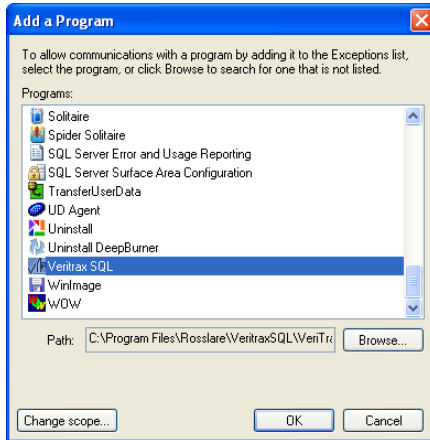 Add a Program
To allow communications with a program by adding it to the Exceptions list,
select the program, or click Browse to search for one that is not listed.
Programs:
Solitaire
Spider Solitaire
SQL Server Error and Usage Reporting
SQL Server Surface Area Configuration
TransferUserData
UD Agent
Uninstall
Uninstall DeepBurner
Veritrax SQL
WinImage
WOW
Path: C:\Program Files\Rosslare\VeritraxSQL\VeriTra Browse...
Change scope... OK Cancel